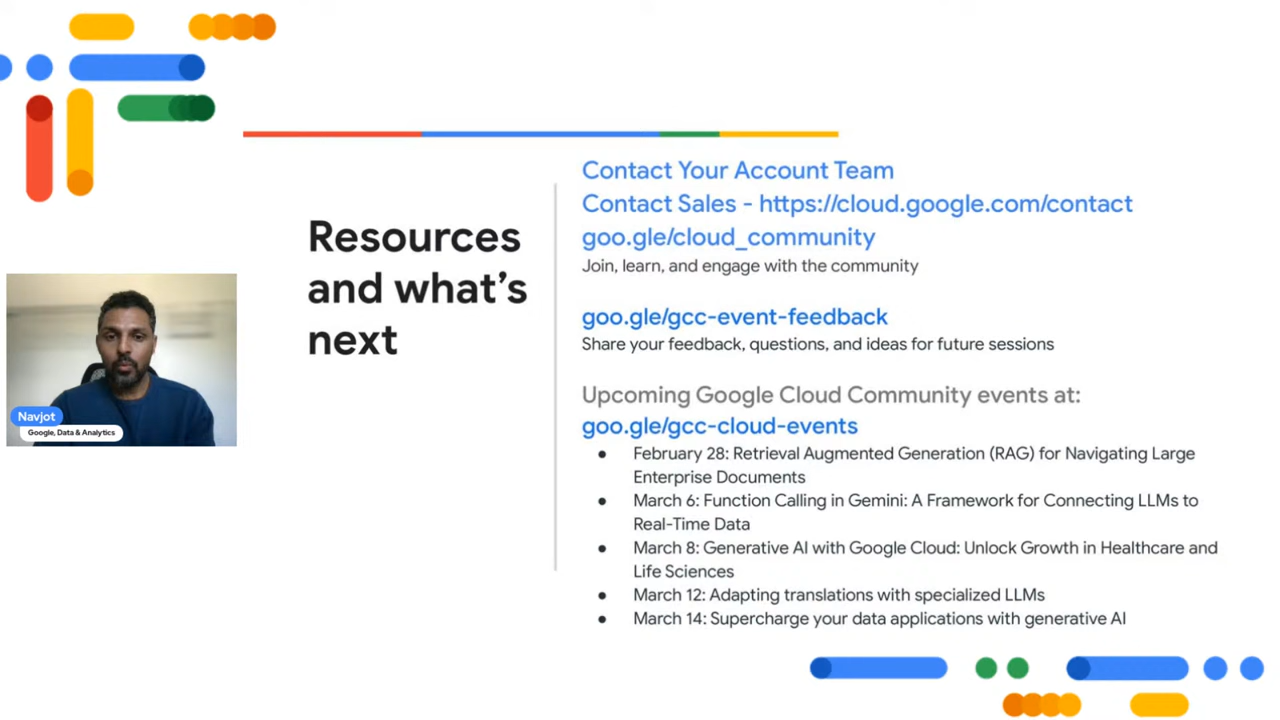 Resources
and what's
next
Contact Your Account Team
Contact Sales - https://cloud.google.com/contact
goo.gle/cloud_community
Join, learn, and engage with the community
goo.gle/gcc-event-feedback
Share your feedback, questions, and ideas for future sessions
Upcoming Google Cloud Community events at:
goo.gle/gcc-cloud-events
● February 28: Retrieval Augmented Generation (RAG) for Navigating Large
Enterprise Documents
● March 6: Function Calling in Gemini: A Framework for Connecting LLMs to
Real-Time Data
● March 8: Generative AI with Google Cloud: Unlock Growth in Healthcare and
Life Sciences
● March 12: Adapting translations with specialized LLMs
● March 14: Supercharge your data applications with generative AI
Navjot
Google, Data & Analytics